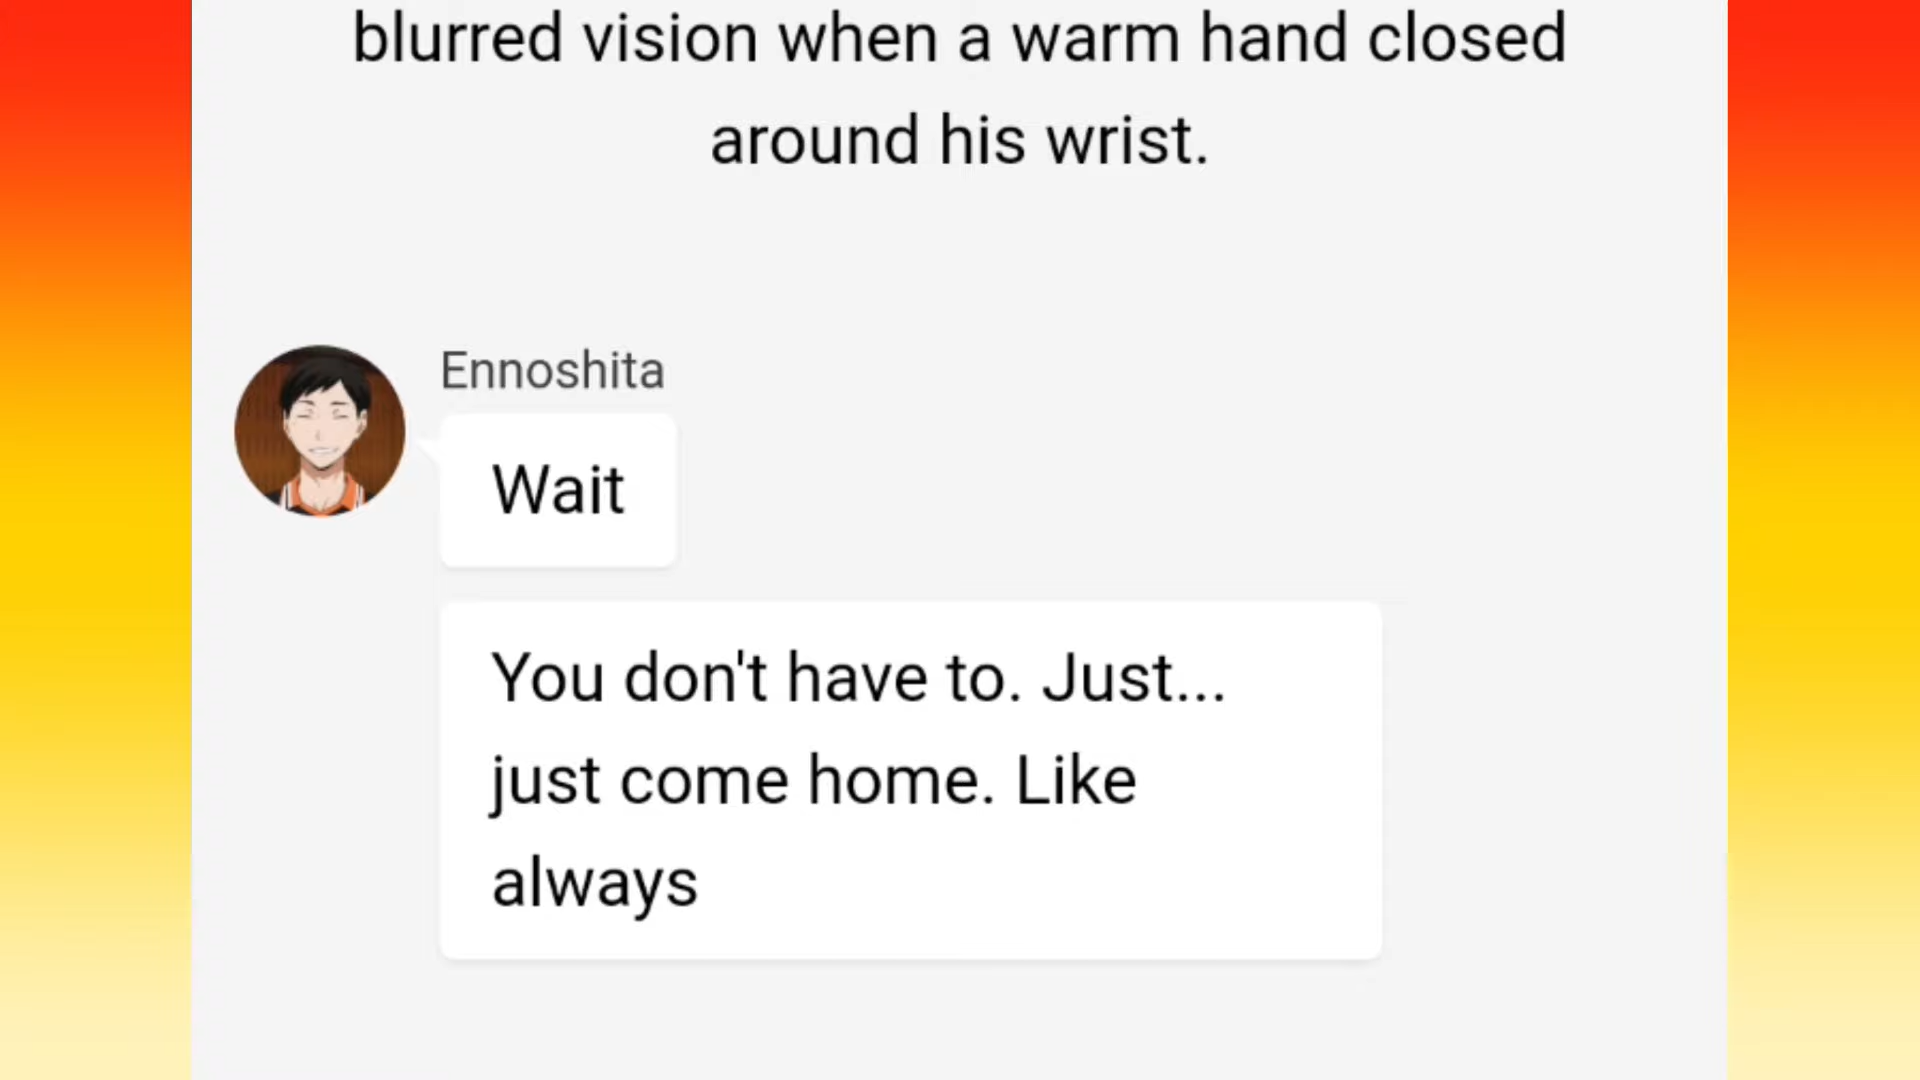 blurred vision when a warm hand closed
around his wrist.
Ennoshita
Wait
You don't have to. Just...
just come home. Like
always